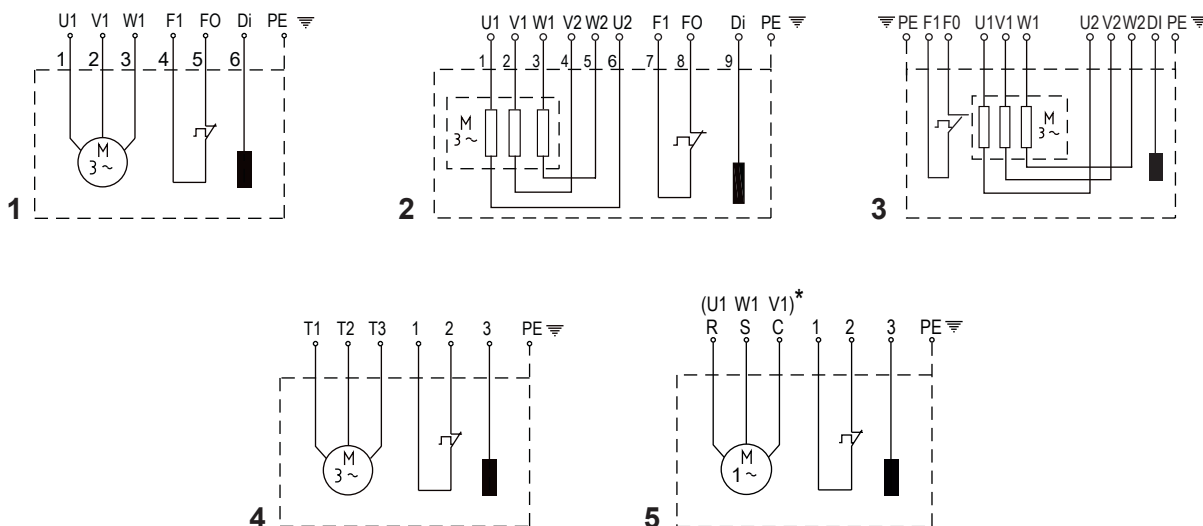 U1 V1 W1 F1 FO Di PE
1 2 3 4 5 6
M
3~
1
U1 V1 W1 V2 W2 U2 F1 FO Di PE
1 2 3 4 5 6 7 8 9
M
3~
2
PE F1 F0 U1 V1 W1 U2 V2 W2 DI PE
M
3~
3
T1 T2 T3 1 2 3 PE
M
3~
4
(U1 W1 V1)*
R S C 1 2 3 PE
M
1~
5